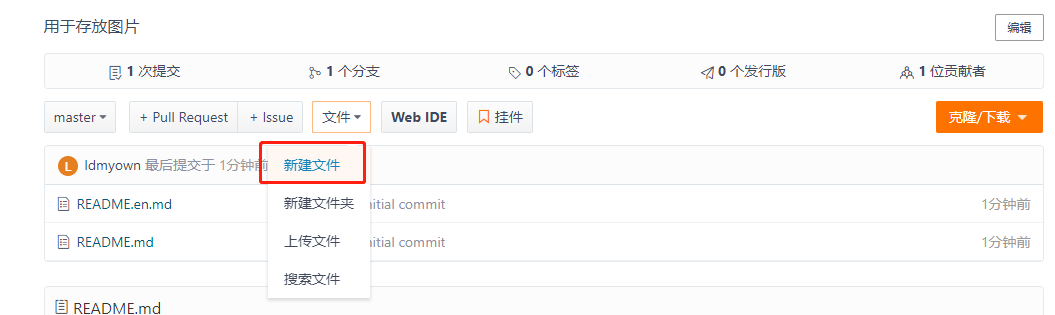 用于存放图片 编辑
1 次提交 1 个分支 0 个标签 0 个发行版 1 位贡献者
master + Pull Request + Issue 文件 Web IDE 挂件 克隆/下载
L ldmyown 最后提交于 1分钟前 新建文件
README.en.md nitial commit 1分钟前
新建文件夹
README.md nitial commit 1分钟前
上传文件
搜索文件
README.md